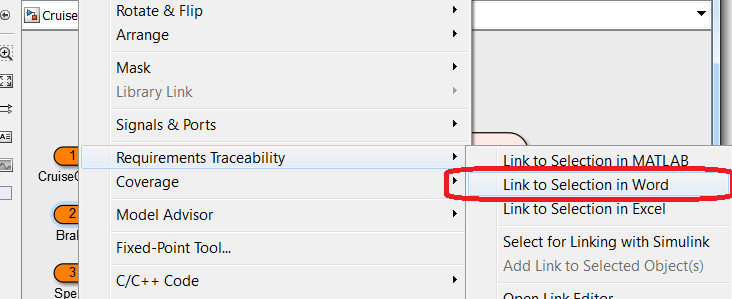 Cruise
Rotate & Flip
Arrange
Mask
Library Link
Signals & Ports
1
Requirements Traceability
Link to Selection in MATLAB
CruiseC
Coverage
Link to Selection in Word
2
Model Advisor
Link to Selection in Excel
Bral
Fixed-Point Tool...
Select for Linking with Simulink
3
Add Link to Selected Object(s)
C/C++ Code
Spe
Open Link Editor